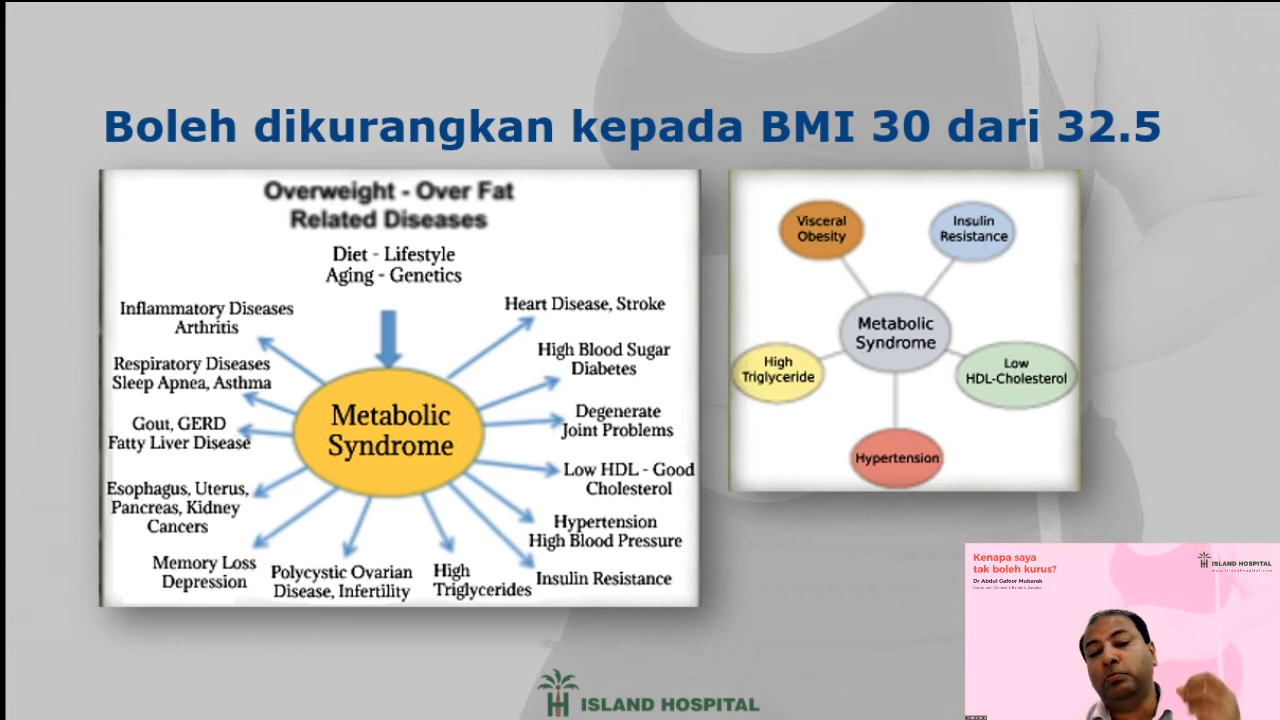 Boleh dikurangkan kepada BMI 30 dari 32.5
Overweight - Over Fat
Related Diseases
Diet - Lifestyle
Aging - Genetics
Inflammatory Diseases
Arthritis
Respiratory Diseases
Sleep Apnea, Asthma
Gout, GERD
Fatty Liver Disease
Esophagus, Uterus,
Pancreas, Kidney
Cancers
Memory Loss
Depression
Polycystic Ovarian
Disease, Infertility
High
Triglycerides
Metabolic
Syndrome
Heart Disease, Stroke
High Blood Sugar
Diabetes
Degenerate
Joint Problems
Low HDL - Good
Cholesterol
Hypertension
High Blood Pressure
Insulin Resistance
Visceral
Obesity
Insulin
Resistance
Metabolic
Syndrome
High
Triglyceride
Low
HDL-Cholesterol
Hypertension
Kenapa saya
tak boleh kurus?
Dr Abdul Gafoor Mubarak
ISLAND HOSPITAL
ISLAND HOSPITAL